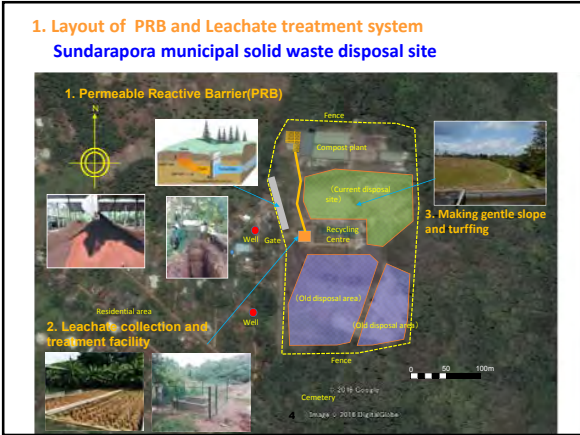 1. Layout of PRB and Leachate treatment system
Sundarapora municipal solid waste disposal site
1. Permeable Reactive Barrier(PRB)
N
Fence
Compost plant
（Current disposal
site）
3. Making gentle slope
and turffing
Recycling
Centre
Well
Gate
（Old disposal area）
（Old disposal area）
Residential area
Well
2. Leachate collection and
treatment facility
Fence
0 50 100m
© 2016 Google
Cemetery
4
Image © 2016 DigitalGlobe